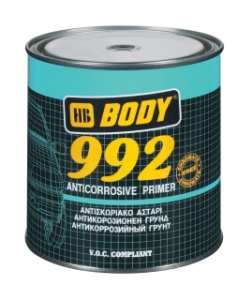 HB BODY
992
ANTICORROSIVE PRIMER
ΑΝΤΙΣΚΩΡΙΑΚΟ ΑΣΤΑΡΙ
АНТИКОРОЗИОНЕН ГРУНД
АНТИКОРРОЗИЙНЫЙ ГРУНТ
V.O.C. COMPLIANT